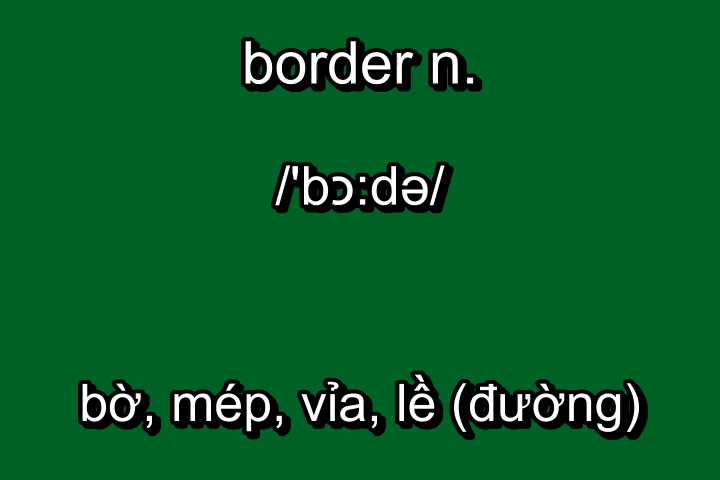 border n.
/'bɔ:də/
bờ, mép, vỉa, lề (đường)